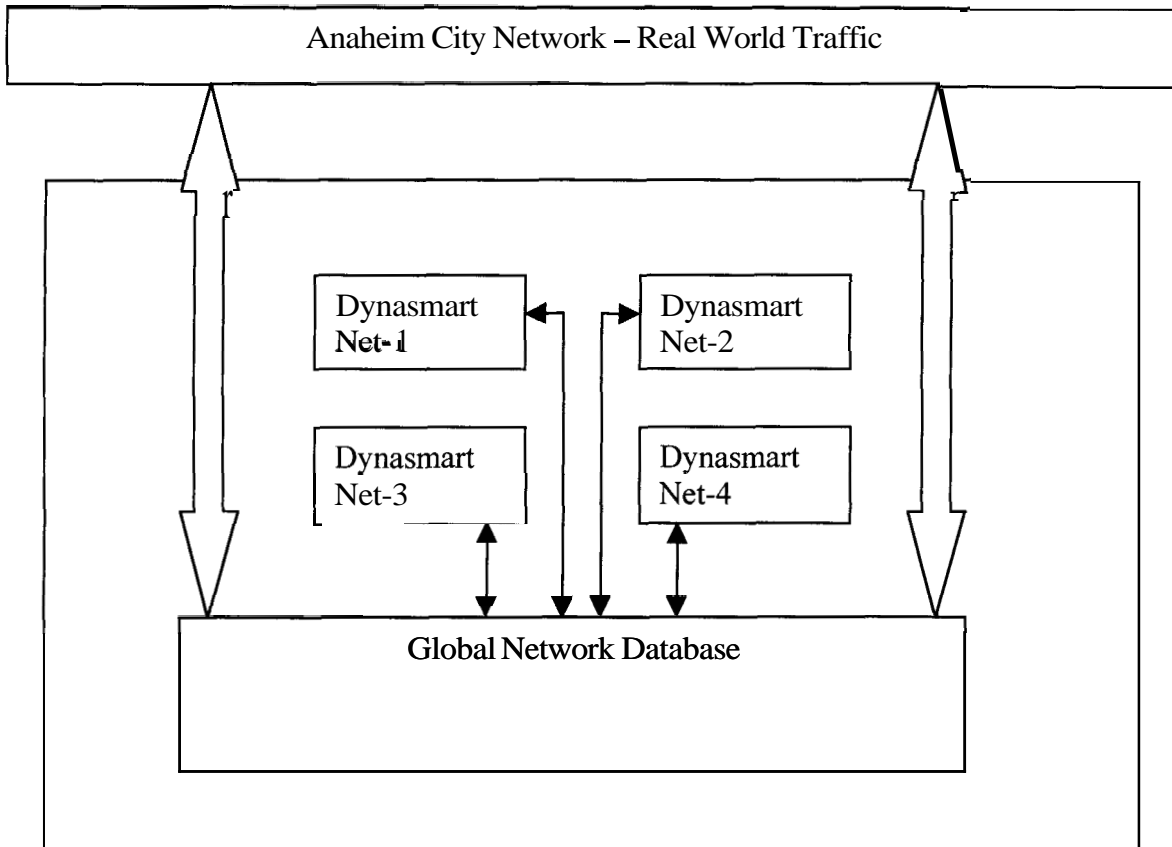 Anaheim City Network – Real World Traffic
Dynasmart
Net-1
Dynasmart
Net-2
Dynasmart
Net-3
Dynasmart
Net-4
Global Network Database